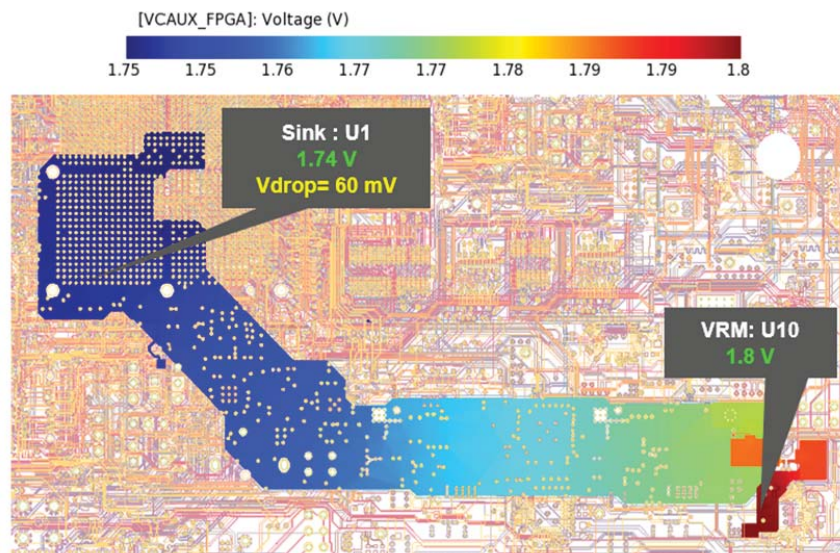 [VCAUX_FPGA]: Voltage (V)
1.75 1.75 1.76 1.77 1.77 1.78 1.79 1.79 1.8
Sink : U1
1.74 V
Vdrop= 60 mV
VRM: U10
1.8 V